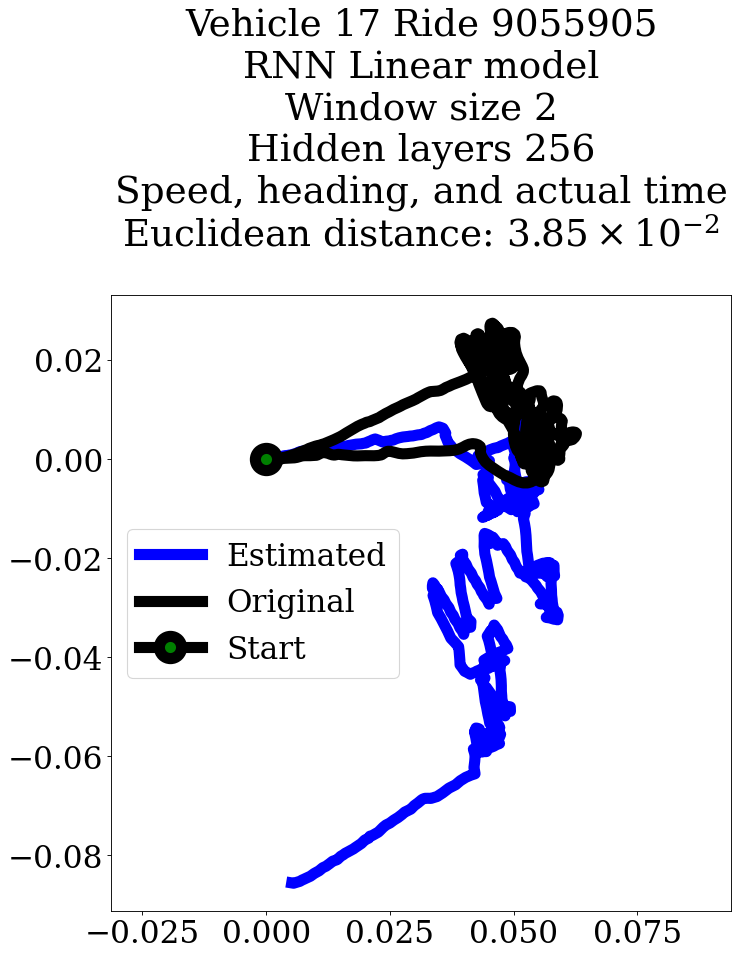 Vehicle 17 Ride 9055905
RNN Linear model
Window size 2
Hidden layers 256
Speed, heading, and actual time
Euclidean distance: 3.85 × 10⁻²
0.02
0.00
−0.02
−0.04
−0.06
−0.08
Estimated
Original
Start
−0.025 0.000 0.025 0.050 0.075